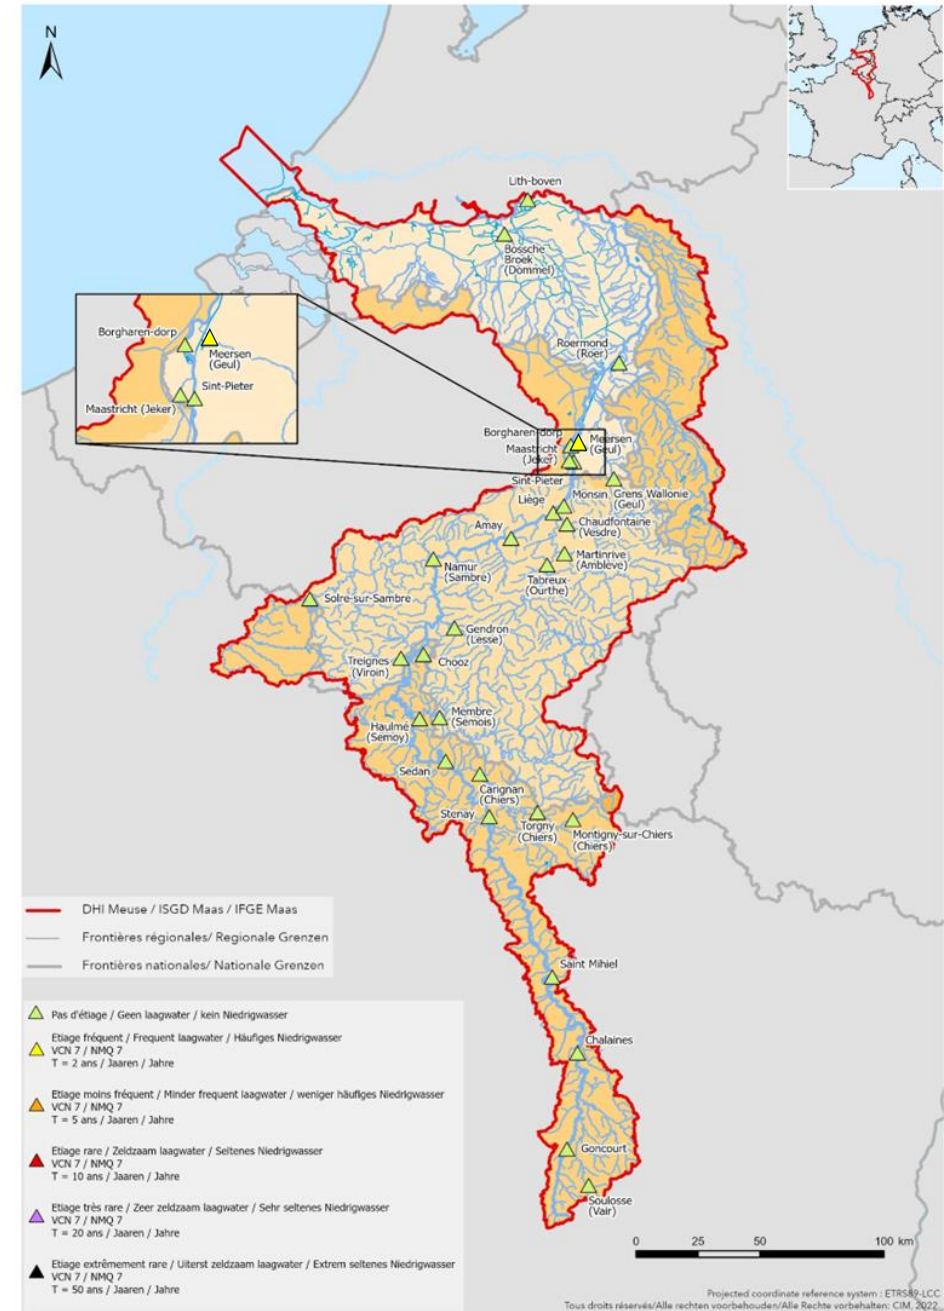 N
Lith-boven
Bossche
Broek
(Dommel)
Borgharen-dorp
Meersen
(Geul)
Sint-Pieter
Maastricht (Jeker)
Roermond
(Roer)
Borgharen-dorp
Meersen
(Geul)
Maastricht
(Jeker)
Sint-Pieter
Monsin
Grens Wallonie
(Geul)
Liège
Chaudfontaine
(Vesdre)
Amay
Martinrive
(Amblève)
Namur
(Sambre)
Tabreux
(Ourthe)
Solre-sur-Sambre
Gendron
(Lesse)
Treignes
(Viroin)
Chooz
Membre
(Semois)
Haulmé
(Semoy)
Sedan
Carignan
(Chiers)
Stenay
Torgny
(Chiers)
Montigny-sur-Chiers
(Chiers)
Saint Mihiel
Chalaines
Goncourt
Soulosse
(Vair)
DHI Meuse / ISGD Maas / IFGE Maas
Frontières régionales/ Regionale Grenzen
Frontières nationales/ Nationale Grenzen
Pas d'étiage / Geen laagwater / kein Niedrigwasser
Etiage fréquent / Frequent laagwater / Häufiges Niedrigwasser
VCN 7 / NMQ 7
T = 2 ans / Jaaren / Jahre
Etiage moins fréquent / Minder frequent laagwater / weniger häufiges Niedrigwasser
VCN 7 / NMQ 7
T = 5 ans / Jaaren / Jahre
Etiage rare / Zeldzaam laagwater / Seltenes Niedrigwasser
VCN 7 / NMQ 7
T = 10 ans / Jaaren / Jahre
Etiage très rare / Zeer zeldzaam laagwater / Sehr seltenes Niedrigwasser
VCN 7 / NMQ 7
T = 20 ans / Jaaren / Jahre
Etiage extrêmement rare / Uiterst zeldzaam laagwater / Extrem seltenes Niedrigwasser
VCN 7 / NMQ 7
T = 50 ans / Jaaren / Jahre
0 25 50 100 km
Projected coordinate reference system : ETRS89-LCC
Tous droits réservés/Alle rechten voorbehouden/Alle Rechte vorbehalten: CIM, 2022.